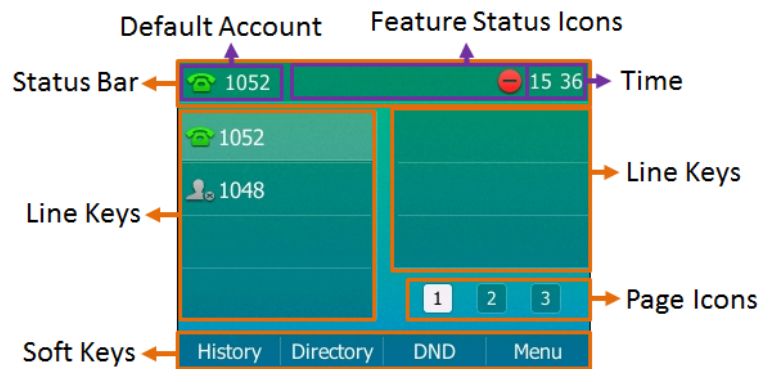 Default Account
Feature Status Icons
Status Bar
1052
15 36
Time
1052
1048
Line Keys
Line Keys
1 2 3
Page Icons
Soft Keys
History Directory DND Menu